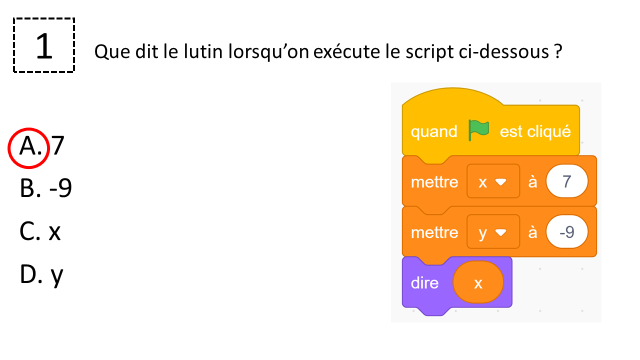 1
Que dit le lutin lorsqu'on exécute le script ci-dessous ?
A. 7
B. -9
C. x
D. y
quand est cliqué
mettre x à 7
mettre y à -9
dire x